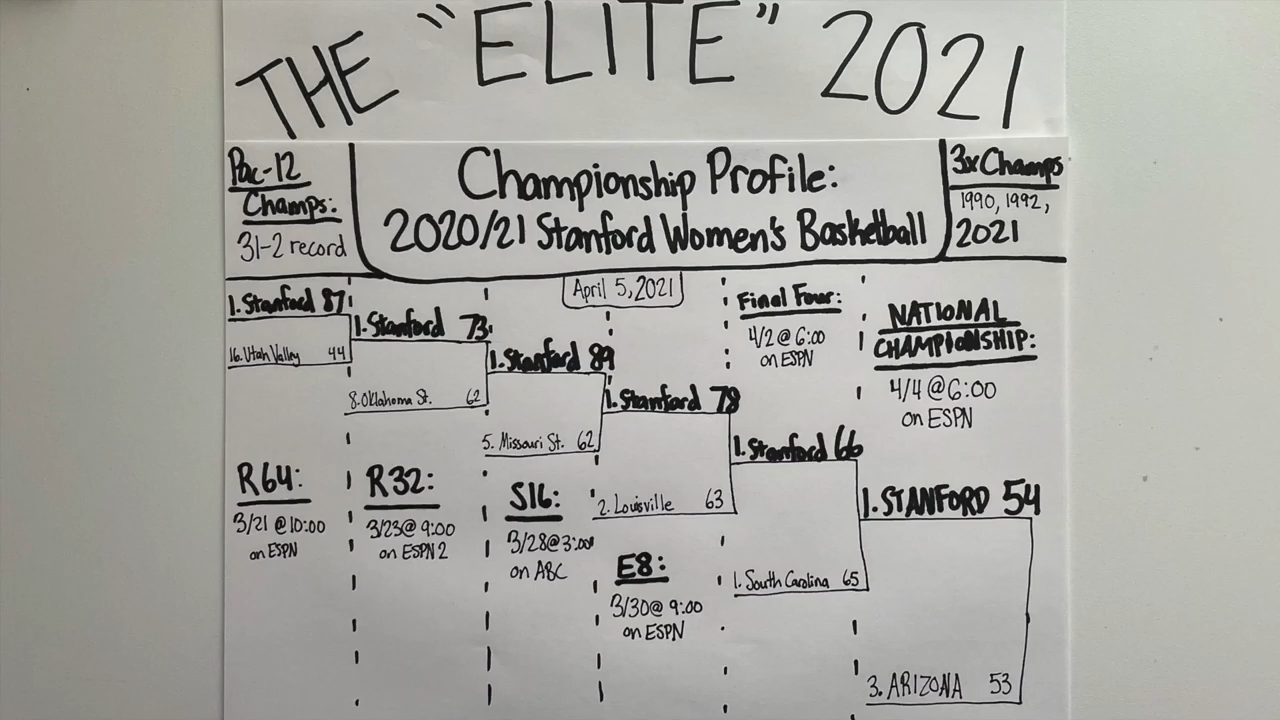 THE "ELITE" 2021
Pac-12
Champs:
31-2 record
Championship Profile:
2020/21 Stanford Women's Basketball
3x Champs
1990, 1992,
2021
April 5, 2021
1. Stanford 87
16. Utah Valley 44
R64:
3/21 @ 10:00
on ESPN
1. Stanford 73
8. Oklahoma St. 62
R32:
3/23 @ 9:00
on ESPN 2
1. Stanford 89
5. Missouri St. 62
S16:
3/28 @ 3:00
on ABC
1. Stanford 78
2. Louisville 63
E8:
3/30 @ 9:00
on ESPN
Final Four:
4/2 @ 6:00
on ESPN
1. Stanford 66
1. South Carolina 65
NATIONAL
CHAMPIONSHIP:
4/4 @ 6:00
on ESPN
1. STANFORD 54
3. ARIZONA 53